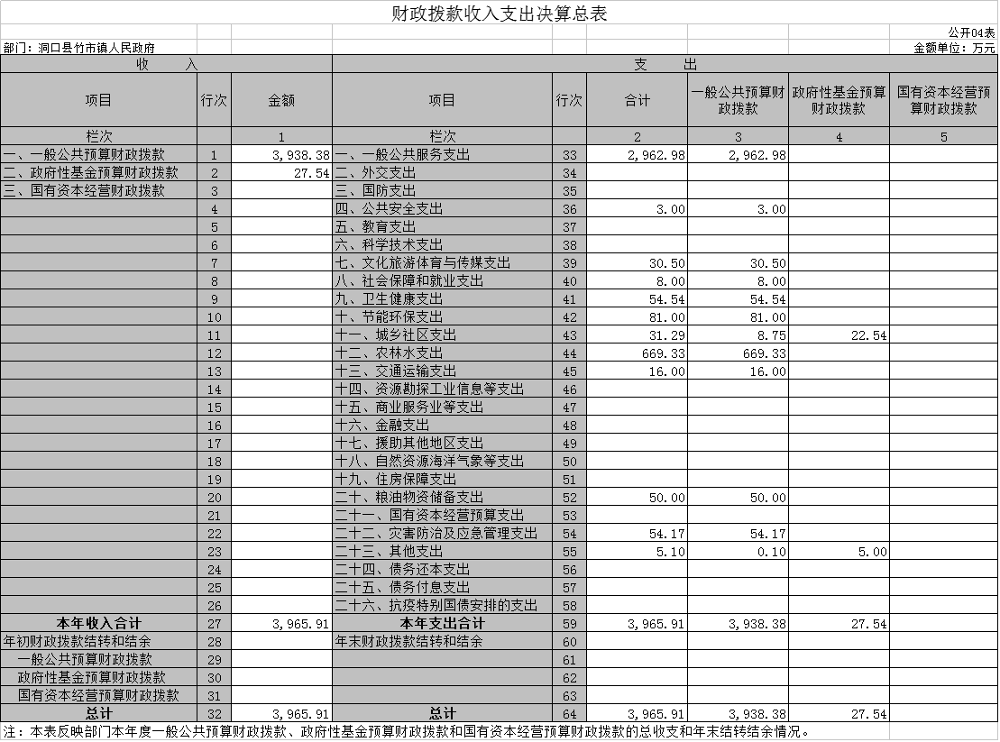 财政拨款收入支出决算总表
公开04表
部门：洞口县竹市镇人民政府 金额单位：万元
收 入 支 出
项目 行次 金额 项目 行次 合计 一般公共预算财政拨款 政府性基金预算财政拨款 国有资本经营预算财政拨款
栏次 1 栏次 2 3 4 5
一、一般公共预算财政拨款 1 3,938.38 一、一般公共服务支出 33 2,962.98 2,962.98
二、政府性基金预算财政拨款 2 27.54 二、外交支出 34
三、国有资本经营财政拨款 3 三、国防支出 35
4 四、公共安全支出 36 3.00 3.00
5 五、教育支出 37
6 六、科学技术支出 38
7 七、文化旅游体育与传媒支出 39 30.50 30.50
8 八、社会保障和就业支出 40 8.00 8.00
9 九、卫生健康支出 41 54.54 54.54
10 十、节能环保支出 42 81.00 81.00
11 十一、城乡社区支出 43 31.29 8.75 22.54
12 十二、农林水支出 44 669.33 669.33
13 十三、交通运输支出 45 16.00 16.00
14 十四、资源勘探工业信息等支出 46
15 十五、商业服务业等支出 47
16 十六、金融支出 48
17 十七、援助其他地区支出 49
18 十八、自然资源海洋气象等支出 50
19 十九、住房保障支出 51
20 二十、粮油物资储备支出 52 50.00 50.00
21 二十一、国有资本经营预算支出 53
22 二十二、灾害防治及应急管理支出 54 54.17 54.17
23 二十三、其他支出 55 5.10 0.10 5.00
24 二十四、债务还本支出 56
25 二十五、债务付息支出 57
26 二十六、抗疫特别国债安排的支出 58
本年收入合计 27 3,965.91 本年支出合计 59 3,965.91 3,938.38 27.54
年初财政拨款结转和结余 28 年末财政拨款结转和结余 60
一般公共预算财政拨款 29 61
政府性基金预算财政拨款 30 62
国有资本经营预算财政拨款 31 63
总计 32 3,965.91 总计 64 3,965.91 3,938.38 27.54
注：本表反映部门本年度一般公共预算财政拨款、政府性基金预算财政拨款和国有资本经营预算财政拨款的总收支和年末结转结余情况。